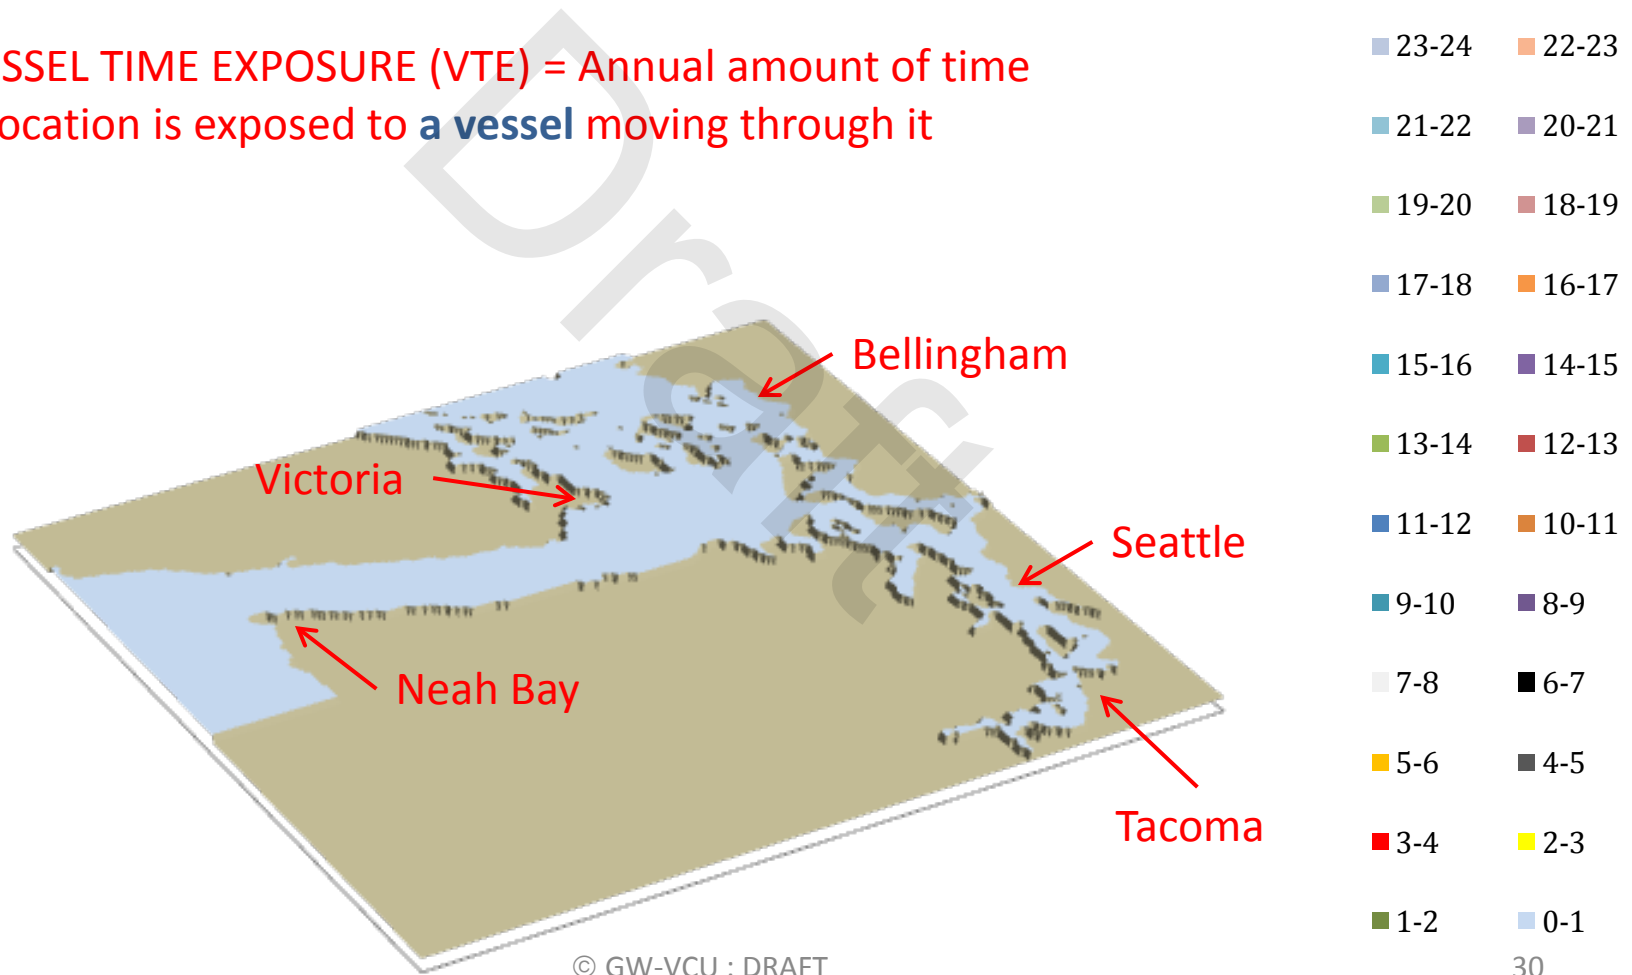 SSEL TIME EXPOSURE (VTE) = Annual amount of time
ocation is exposed to a vessel moving through it
Draft
Bellingham
Victoria
Seattle
Neah Bay
Tacoma
23-24 22-23
21-22 20-21
19-20 18-19
17-18 16-17
15-16 14-15
13-14 12-13
11-12 10-11
9-10 8-9
7-8 6-7
5-6 4-5
3-4 2-3
1-2 0-1
© GW-VCU : DRAFT 30